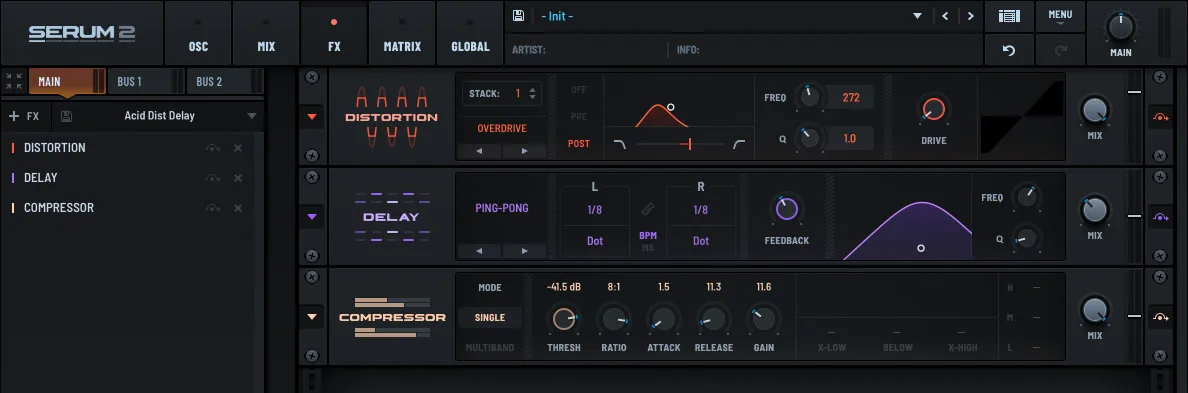 SERUM 2
OSC
MIX
FX
MATRIX
GLOBAL
- Init -
ARTIST:
INFO:
MENU
MAIN
MAIN
BUS 1
BUS 2
+ FX
Acid Dist Delay
DISTORTION
DELAY
COMPRESSOR
DISTORTION
STACK: 1
OVERDRIVE
OFF
PRE
POST
FREQ
272
Q
1.0
DRIVE
MIX
DELAY
PING-PONG
L
R
1/8
1/8
BPM
MS
Dot
Dot
FEEDBACK
FREQ
Q
MIX
COMPRESSOR
MODE
SINGLE
MULTIBAND
-41.5 dB
8:1
1.5
11.3
11.6
THRESH
RATIO
ATTACK
RELEASE
GAIN
X-LOW
BELOW
X-HIGH
H
M
L
MIX